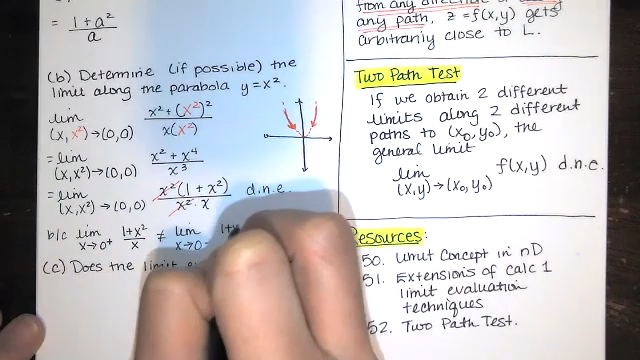 = 1 + a² / a
(b) Determine (if possible) the
limit along the parabola y = x².
lim (x, x²)→(0,0) x² + (x²)² / x(x²)
= lim (x, x²)→(0,0) x² + x⁴ / x³
= lim (x, x²)→(0,0) x²(1 + x²) / x²·x d.n.e.
b/c lim x→0⁺ 1+x² / x ≠ lim x→0⁻
(c) Does the limit
from any direction
any path, z = f(x,y) gets
arbitrarily close to L.
Two Path Test
If we obtain 2 different
limits along 2 different
paths to (x₀, y₀), the
general limit
lim (x,y)→(x₀,y₀) f(x,y) d.n.e.
Resources:
50. Limit Concept in nD
51. Extensions of calc 1
limit evaluation
techniques
52. Two Path Test.